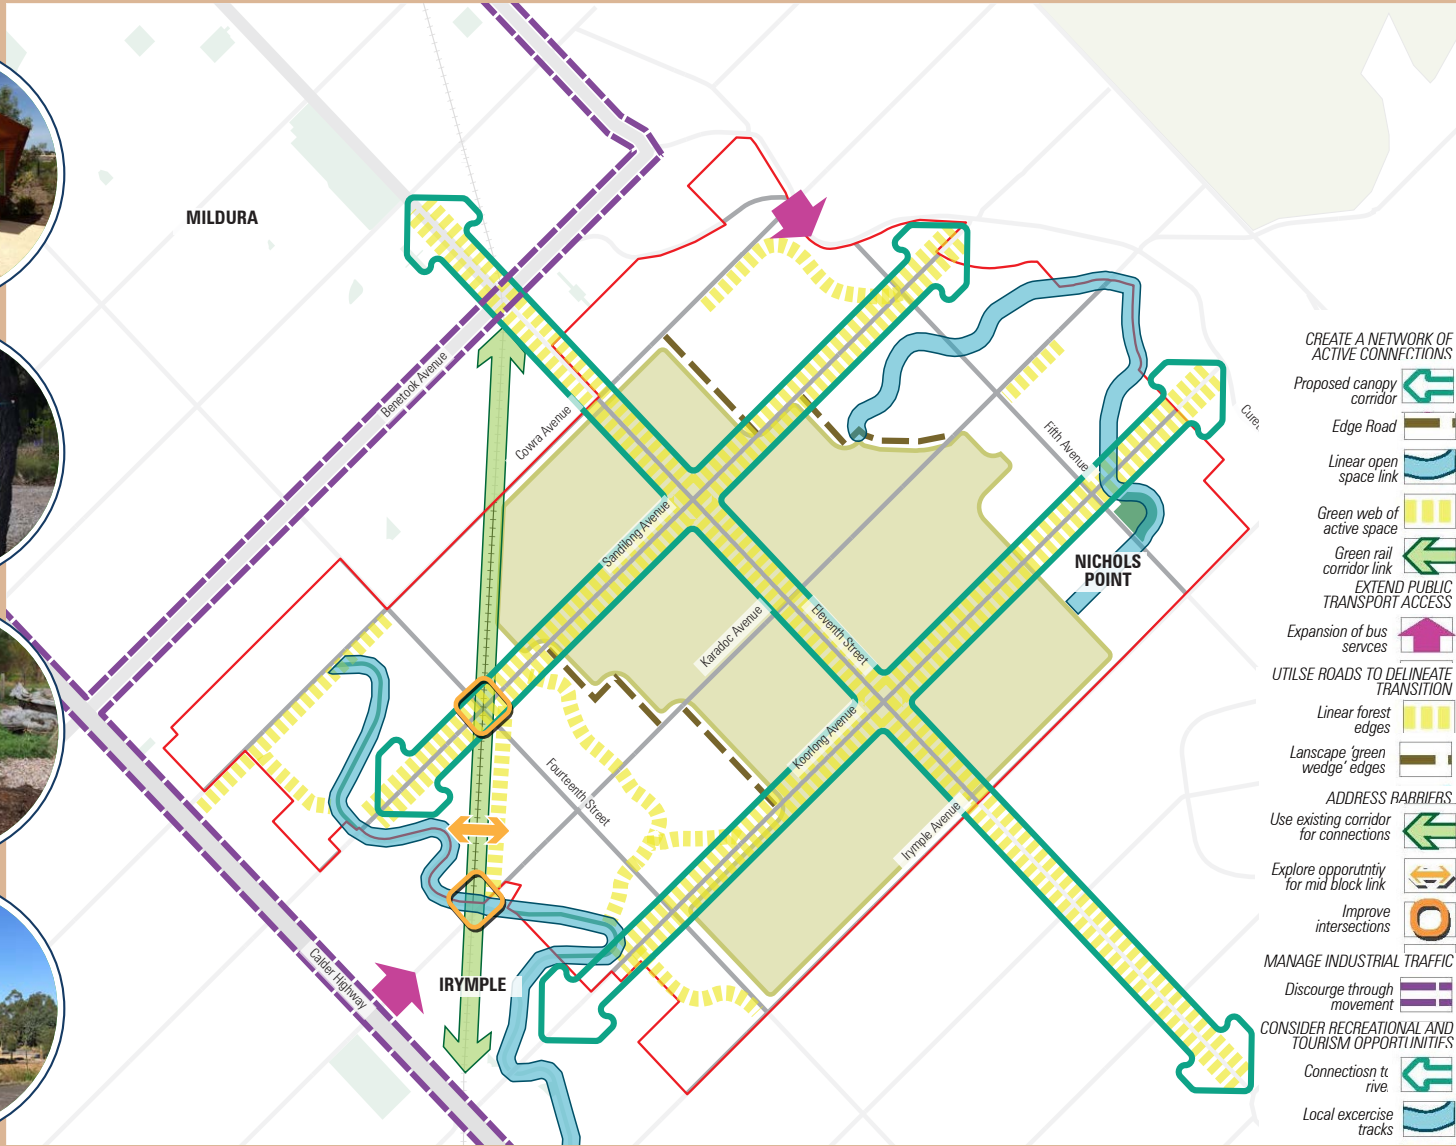 MILDURA
Benetook Avenue
Cowra Avenue
Sandilong Avenue
Karadoc Avenue
Eleventh Street
Koorlong Avenue
Fourteenth Street
Irymple Avenue
Fifth Avenue
NICHOLS
POINT
IRYMPLE
Calder Highway
CREATE A NETWORK OF
ACTIVE CONNECTIONS
Proposed canopy
corridor
Edge Road
Linear open
space link
Green web of
active space
Green rail
corridor link
EXTEND PUBLIC
TRANSPORT ACCESS
Expansion of bus
servces
UTILSE ROADS TO DELINEATE
TRANSITION
Linear forest
edges
Lanscape ‘green
wedge’ edges
ADDRESS BARRIERS
Use existing corridor
for connections
Explore opporutntiy
for mid block link
Improve
intersections
MANAGE INDUSTRIAL TRAFFIC
Discourge through
movement
CONSIDER RECREATIONAL AND
TOURISM OPPORTUNITIES
Connectiosn to
Local excercise
tracks